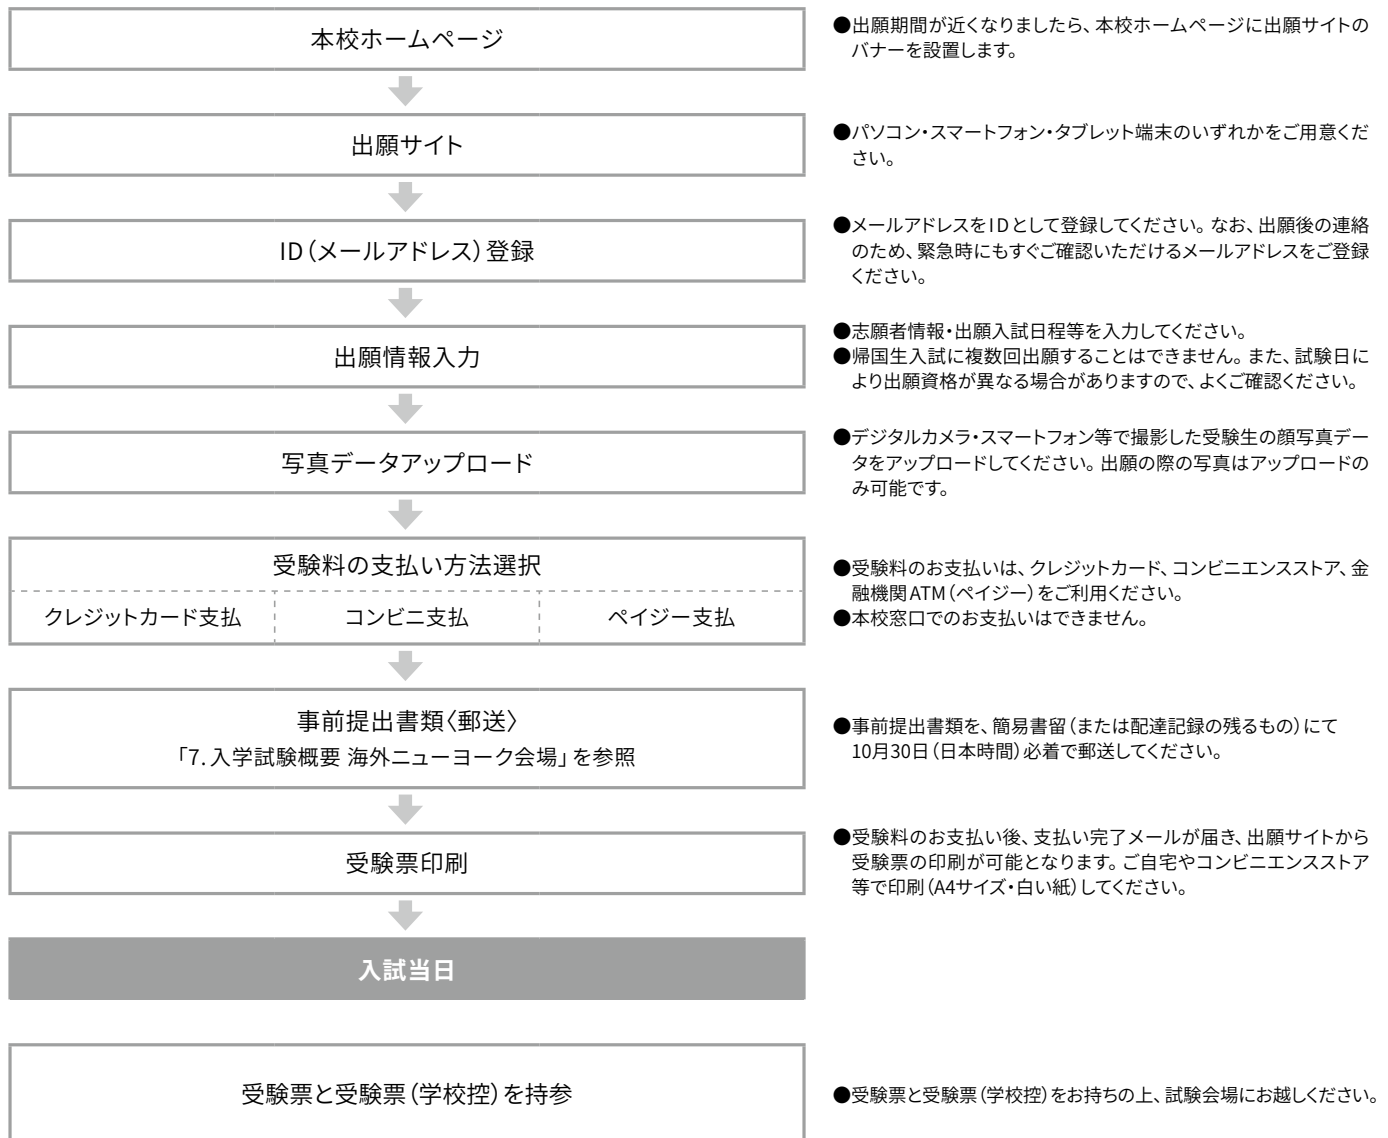 本校ホームページ
●出願期間が近くなりましたら、本校ホームページに出願サイトの
バナーを設置します。
出願サイト
●パソコン・スマートフォン・タブレット端末のいずれかをご用意くだ
さい。
ID（メールアドレス）登録
●メールアドレスをIDとして登録してください。なお、出願後の連絡
のため、緊急時にもすぐご確認いただけるメールアドレスをご登録
ください。
出願情報入力
●志願者情報・出願入試日程等を入力してください。
●帰国生入試に複数回出願することはできません。また、試験日に
より出願資格が異なる場合がありますので、よくご確認ください。
写真データアップロード
●デジタルカメラ・スマートフォン等で撮影した受験生の顔写真デー
タをアップロードしてください。出願の際の写真はアップロードの
み可能です。
受験料の支払い方法選択
クレジットカード支払 コンビニ支払 ペイジー支払
●受験料のお支払いは、クレジットカード、コンビニエンスストア、金
融機関ATM（ペイジー）をご利用ください。
●本校窓口でのお支払いはできません。
事前提出書類〈郵送〉
「7.入学試験概要 海外ニューヨーク会場」を参照
●事前提出書類を、簡易書留（または配達記録の残るもの）にて
10月30日（日本時間）必着で郵送してください。
受験票印刷
●受験料のお支払い後、支払い完了メールが届き、出願サイトから
受験票の印刷が可能となります。ご自宅やコンビニエンスストア
等で印刷（A4サイズ・白い紙）してください。
入試当日
受験票と受験票（学校控）を持参
●受験票と受験票（学校控）をお持ちの上、試験会場にお越しください。